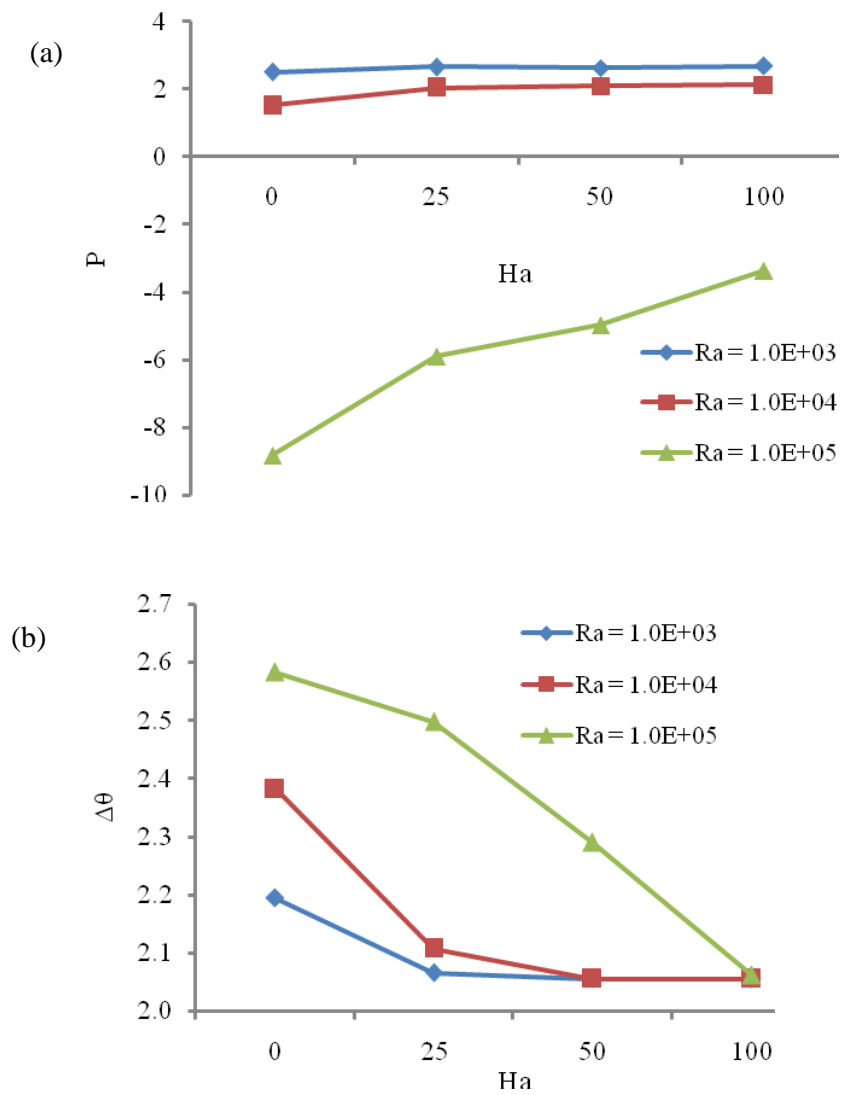 (a)
4
2
0
-2
-4
-6
-8
-10
P
0 25 50 100
Ha
Ra = 1.0E+03
Ra = 1.0E+04
Ra = 1.0E+05
(b)
2.7
2.6
2.5
2.4
2.3
2.2
2.1
2.0
Δθ
Ra = 1.0E+03
Ra = 1.0E+04
Ra = 1.0E+05
0 25 50 100
Ha